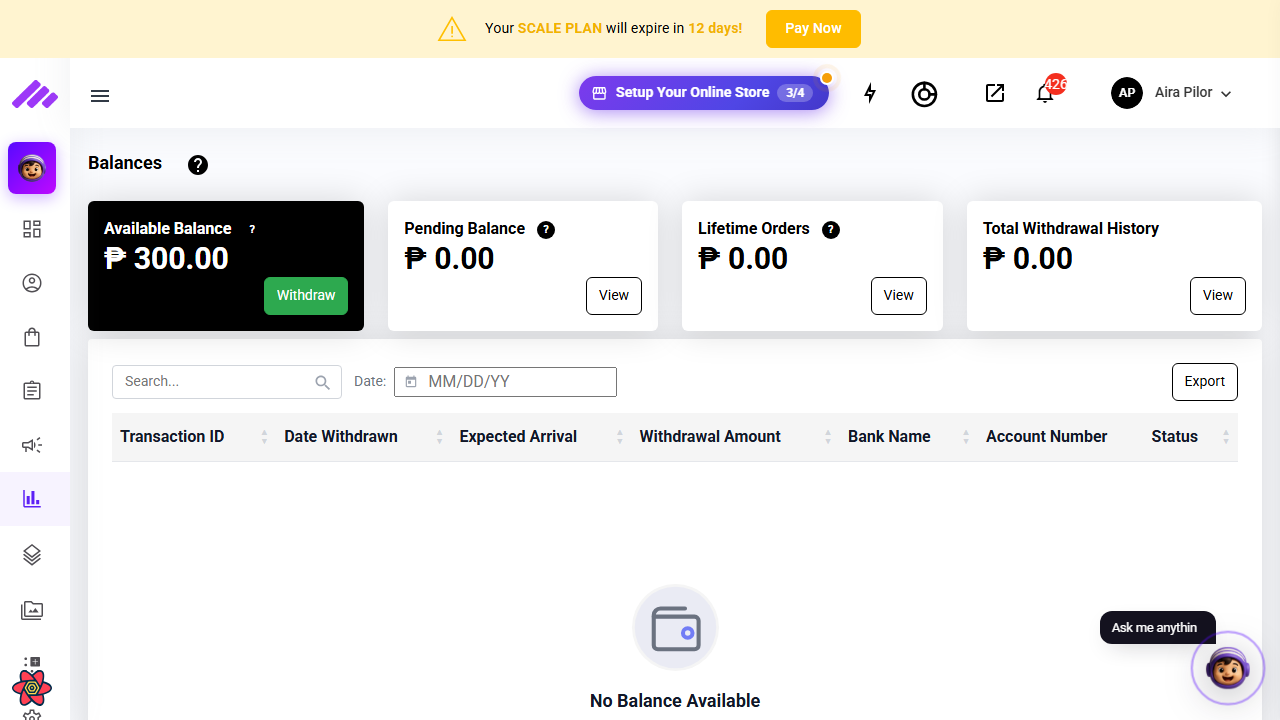 Your SCALE PLAN will expire in 12 days!
Pay Now
Setup Your Online Store 3/4
426
AP
Aira Pilor
Balances ?
Available Balance ?
₱ 300.00
Withdraw
Pending Balance ?
₱ 0.00
View
Lifetime Orders ?
₱ 0.00
View
Total Withdrawal History
₱ 0.00
View
Search...
Date:
MM/DD/YY
Export
Transaction ID Date Withdrawn Expected Arrival Withdrawal Amount Bank Name Account Number Status
Ask me anythin
No Balance Available